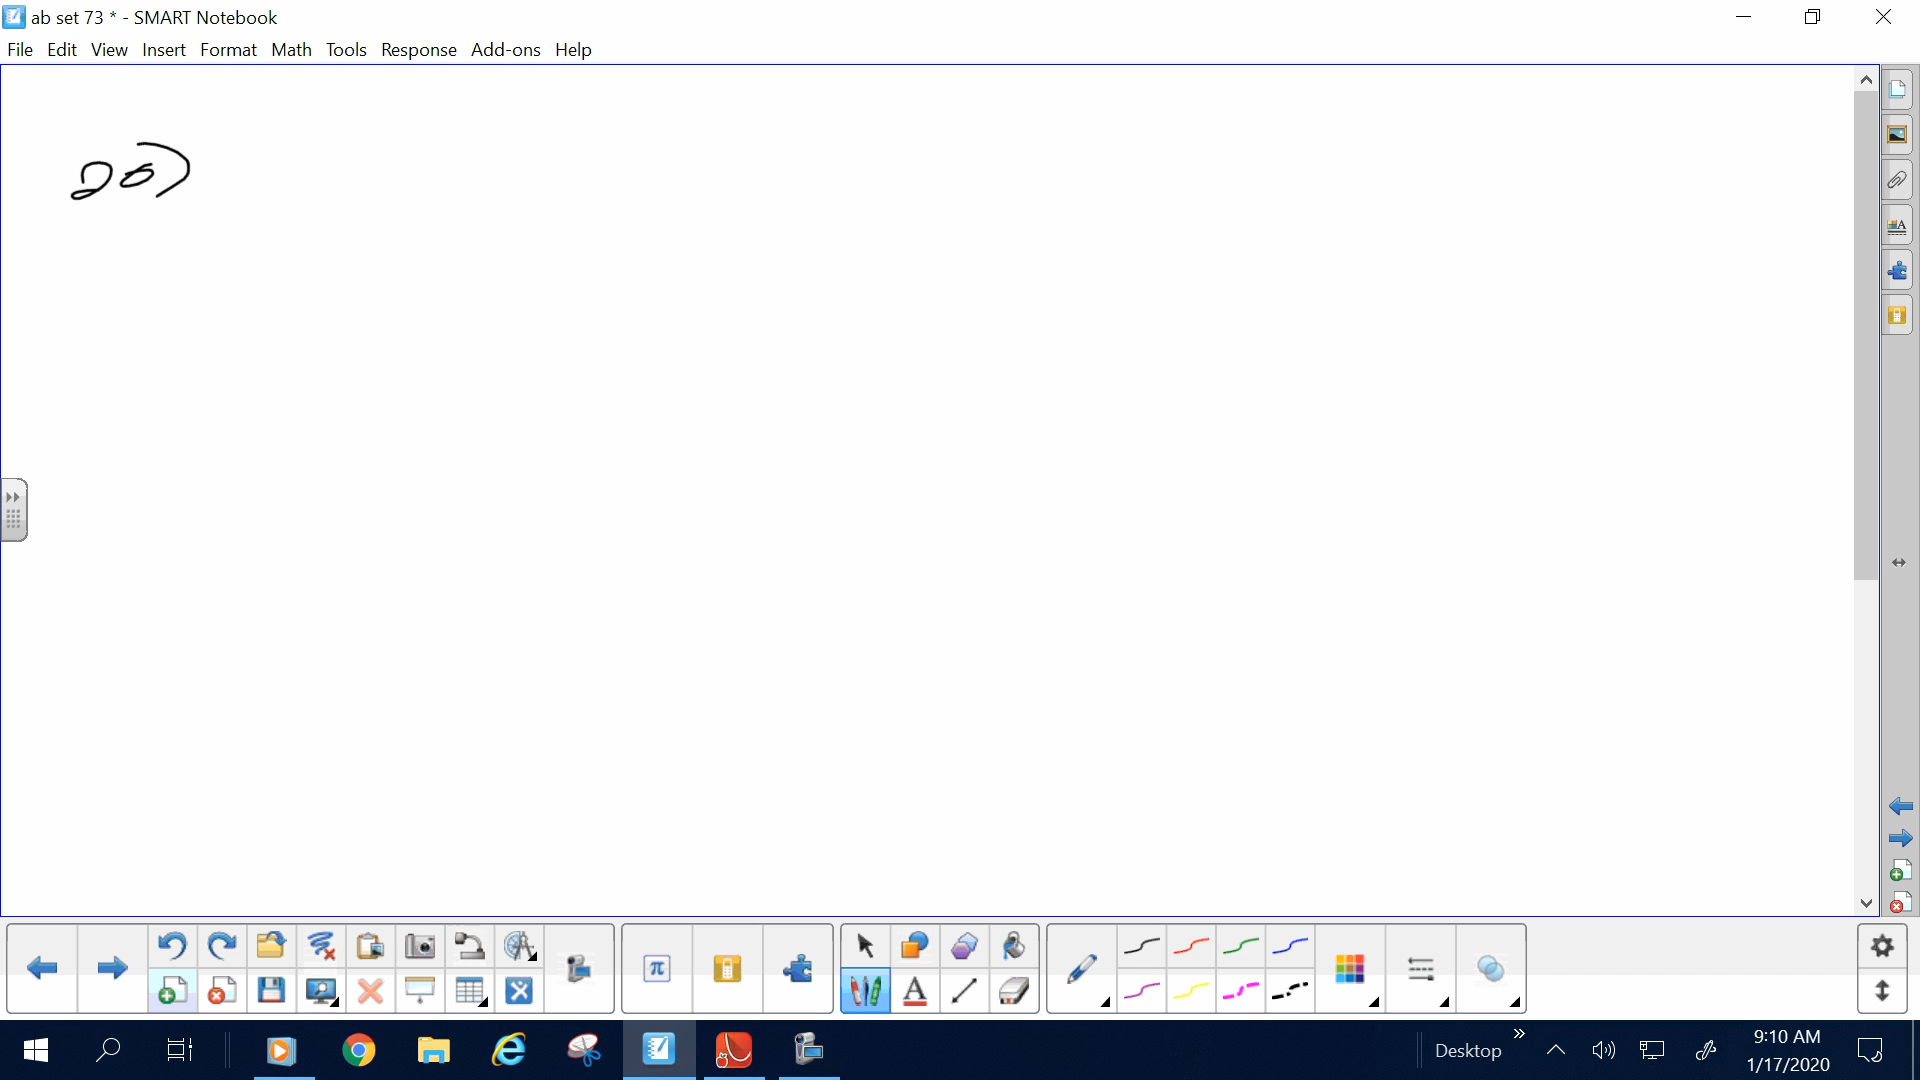 ab set 73 * - SMART Notebook
File Edit View Insert Format Math Tools Response Add-ons Help
20)
π
A
Desktop
9:10 AM
1/17/2020